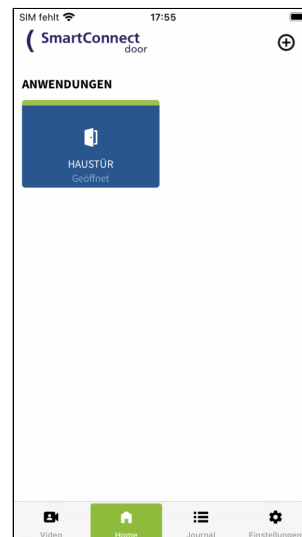 SIM fehlt 17:55
SmartConnect
door
ANWENDUNGEN
HAUSTÜR
Geöffnet
Video Home Journal Einstellungen